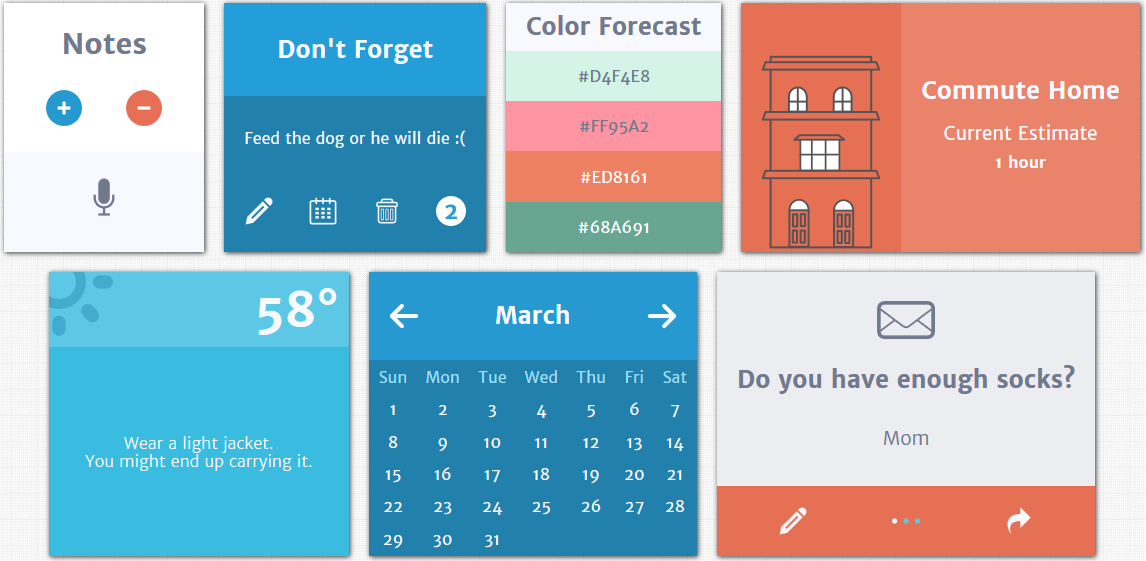 Notes
Don't Forget
Feed the dog or he will die :(
2
Color Forecast
#D4F4E8
#FF95A2
#ED8161
#68A691
Commute Home
Current Estimate
1 hour
58°
Wear a light jacket.
You might end up carrying it.
March
Sun Mon Tue Wed Thu Fri Sat
1 2 3 4 5 6 7
8 9 10 11 12 13 14
15 16 17 18 19 20 21
22 23 24 25 26 27 28
29 30 31
Do you have enough socks?
Mom